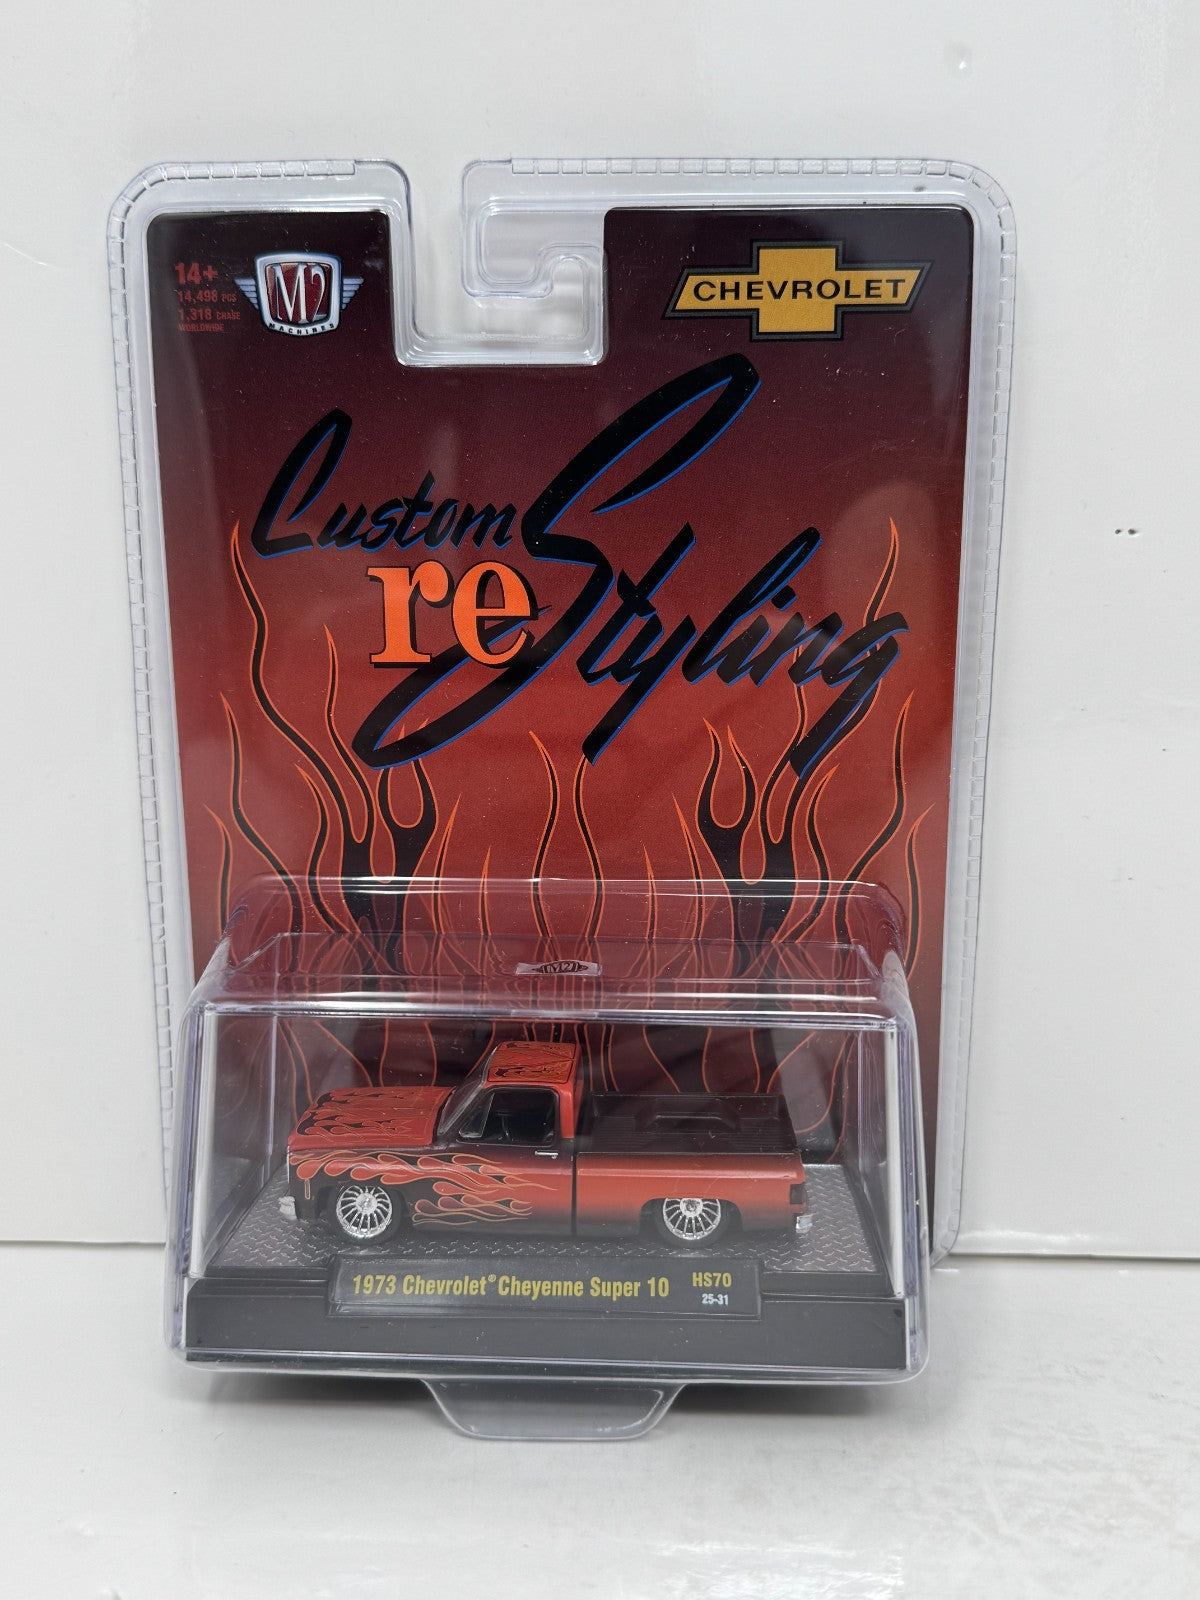 14+
14,498 PCS
1,318 CHASE
WORLDWIDE
M2
MACHINES
CHEVROLET
Custom
re Styling
M2
1973 Chevrolet® Cheyenne Super 10
HS70
25-31